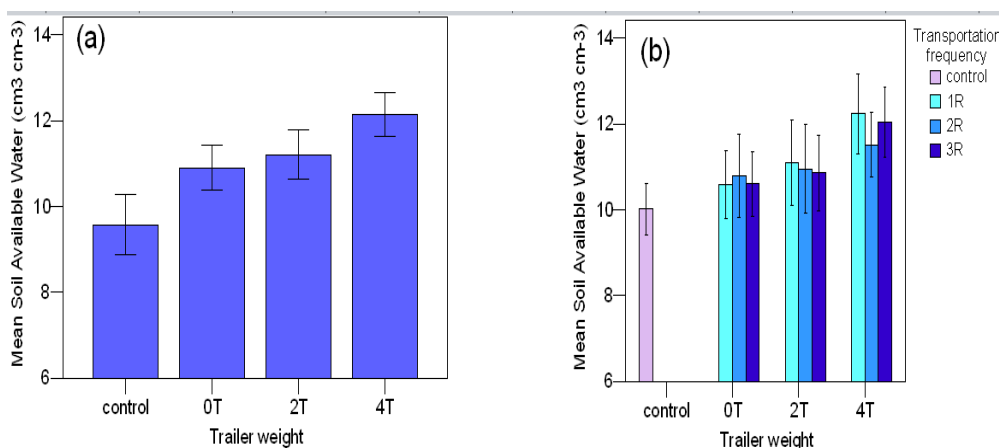 (a)
Mean Soil Available Water (cm3 cm-3)
14
12
10
8
6
control 0T 2T 4T
Trailer weight
(b)
Mean Soil Available Water (cm3 cm-3)
14
12
10
8
6
control 0T 2T 4T
Trailer weight
Transportation
frequency
control
1R
2R
3R